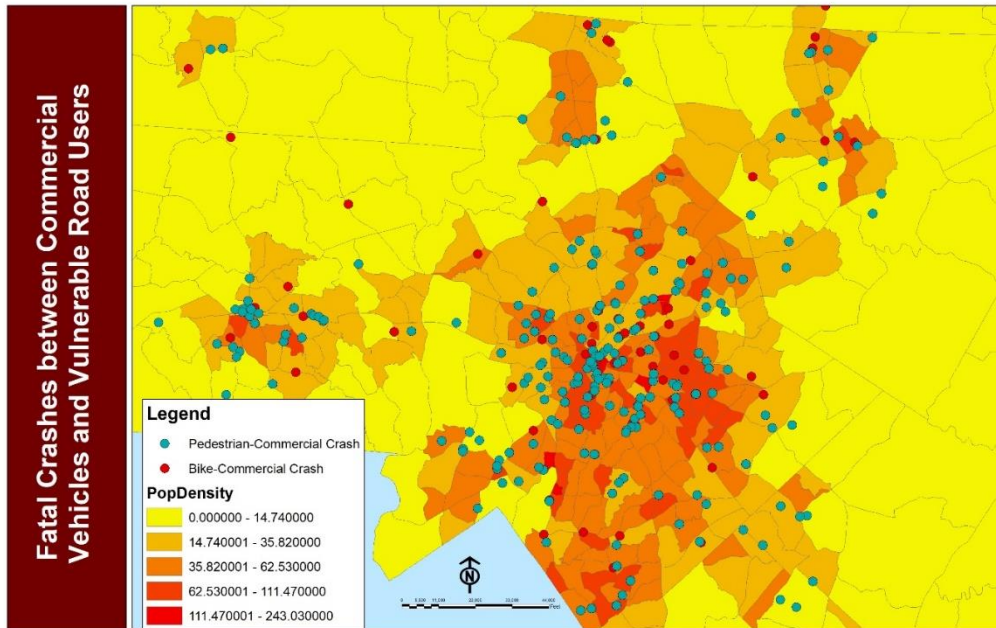 Fatal Crashes between Commercial
Vehicles and Vulnerable Road Users
Legend
Pedestrian-Commercial Crash
Bike-Commercial Crash
PopDensity
0.000000 - 14.740000
14.740001 - 35.820000
35.820001 - 62.530000
62.530001 - 111.470000
111.470001 - 243.030000
N
Feet